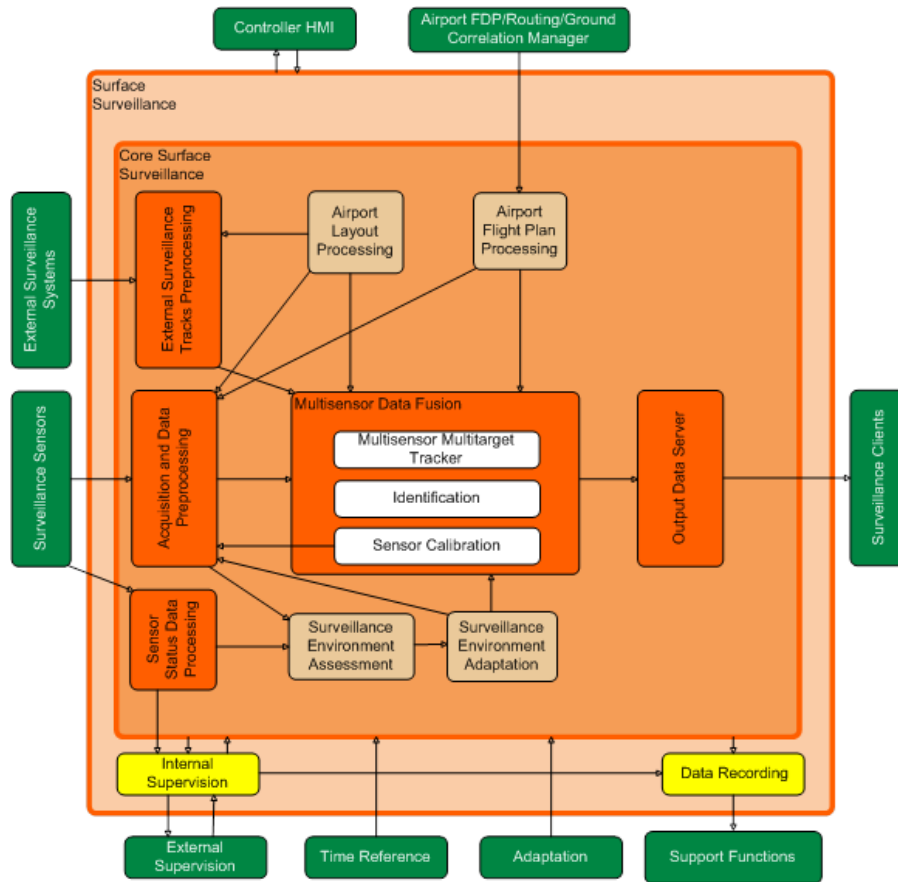 Controller HMI
Airport FDP/Routing/Ground
Correlation Manager
Surface
Surveillance
Core Surface
Surveillance
External Surveillance
Systems
External Surveillance
Tracks Preprocessing
Airport
Layout
Processing
Airport
Flight Plan
Processing
Surveillance Sensors
Acquisition and Data
Preprocessing
Multisensor Data Fusion
Multisensor Multitarget
Tracker
Identification
Sensor Calibration
Output Data Server
Surveillance Clients
Sensor
Status Data
Processing
Surveillance
Environment
Assessment
Surveillance
Environment
Adaptation
Internal
Supervision
Data Recording
External
Supervision
Time Reference
Adaptation
Support Functions